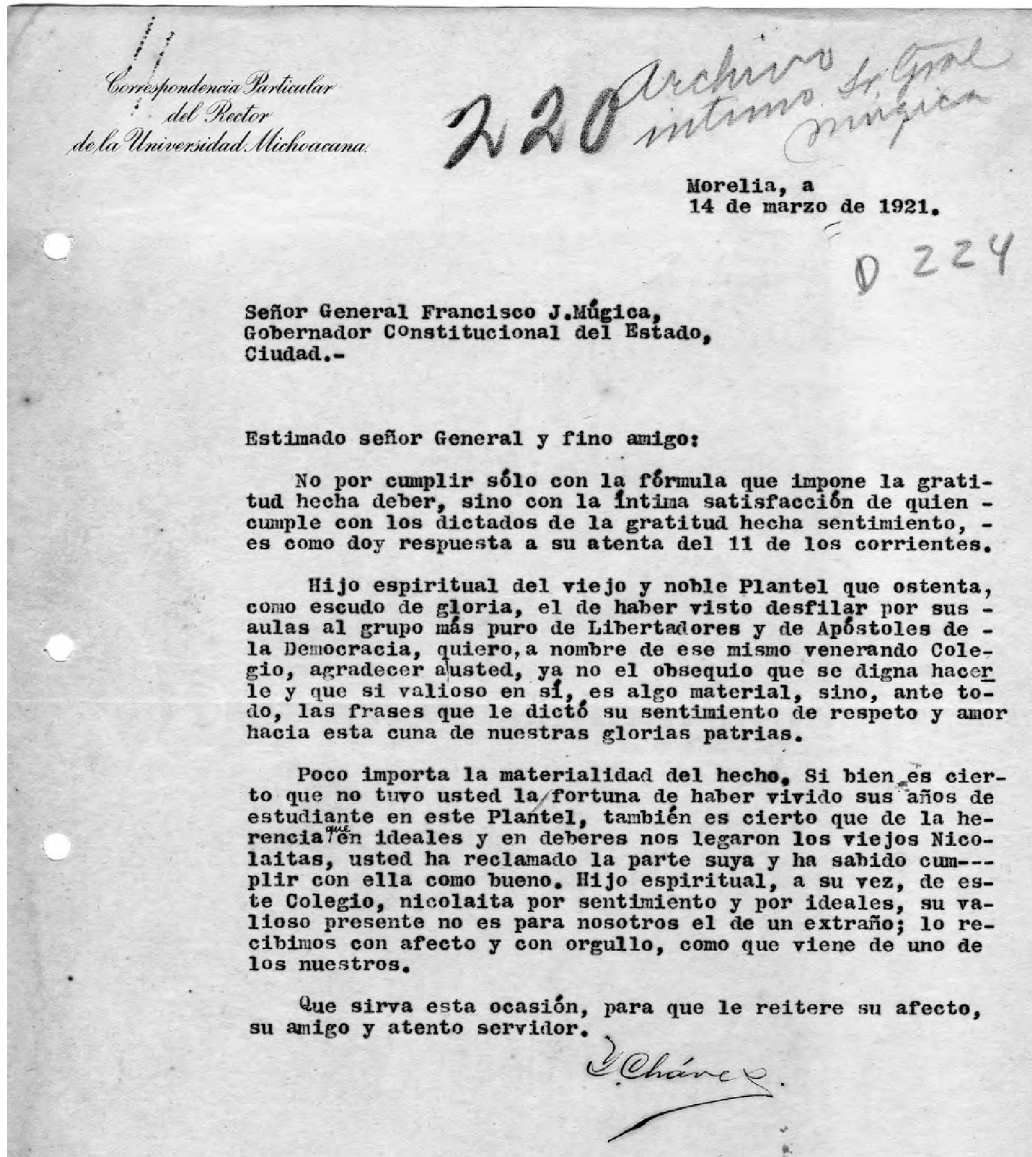 Correspondencia Particular
del Rector
de la Universidad Michoacana.
220 Archivo
intimo Sr. Gral
Múgica
Morelia, a
14 de marzo de 1921.
D 224
Señor General Francisco J.Múgica,
Gobernador Constitucional del Estado,
Ciudad.-
Estimado señor General y fino amigo:
No por cumplir sólo con la fórmula que impone la grati-
tud hecha deber, sino con la íntima satisfacción de quien -
cumple con los dictados de la gratitud hecha sentimiento, -
es como doy respuesta a su atenta del 11 de los corrientes.
Hijo espiritual del viejo y noble Plantel que ostenta,
como escudo de gloria, el de haber visto desfilar por sus -
aulas al grupo más puro de Libertadores y de Apóstoles de -
la Democracia, quiero, a nombre de ese mismo venerando Cole-
gio, agradecer a usted, ya no el obsequio que se digna hacer
le y que si valioso en sí, es algo material, sino, ante to-
do, las frases que le dictó su sentimiento de respeto y amor
hacia esta cuna de nuestras glorias patrias.
Poco importa la materialidad del hecho. Si bien es cier-
to que no tuvo usted la fortuna de haber vivido sus años de
estudiante en este Plantel, también es cierto que de la he-
rencia que en ideales y en deberes nos legaron los viejos Nico-
laitas, usted ha reclamado la parte suya y ha sabido cum---
plir con ella como bueno. Hijo espiritual, a su vez, de es-
te Colegio, nicolaita por sentimiento y por ideales, su va-
lioso presente no es para nosotros el de un extraño; lo re-
cibimos con afecto y con orgullo, como que viene de uno de
los nuestros.
Que sirva esta ocasión, para que le reitere su afecto,
su amigo y atento servidor.
I. Chávez.